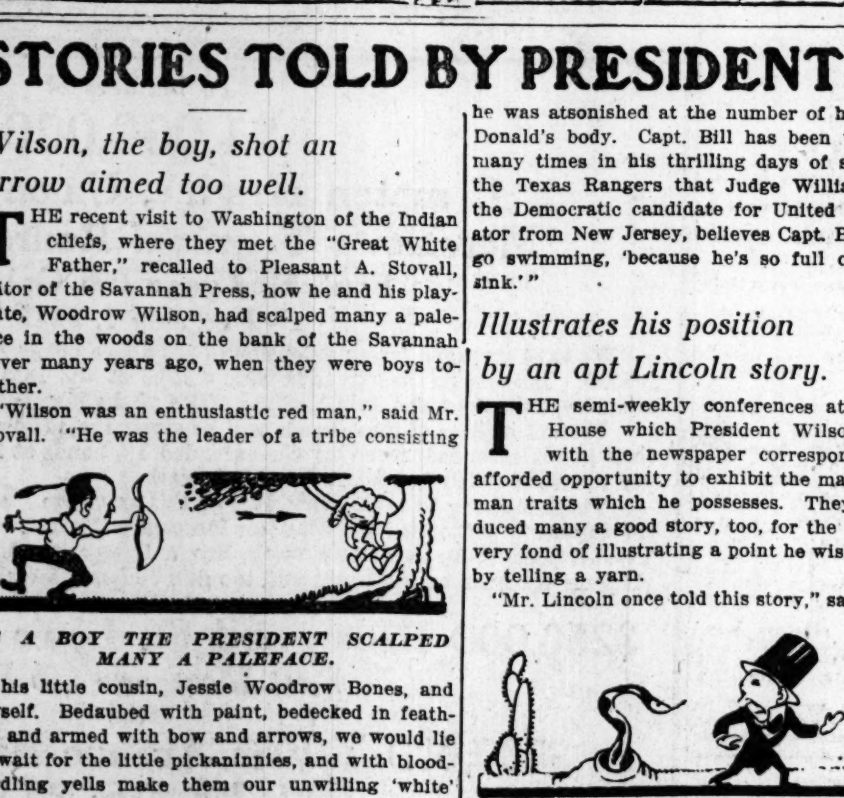 STORIES TOLD BY PRESIDENT
Wilson, the boy, shot an
rrow aimed too well.
THE recent visit to Washington of the Indian
chiefs, where they met the "Great White
Father," recalled to Pleasant A. Stovall,
itor of the Savannah Press, how he and his play-
ate, Woodrow Wilson, had scalped many a pale-
ce in the woods on the bank of the Savannah
ver many years ago, when they were boys to-
ther.
"Wilson was an enthusiastic red man," said Mr.
ovall. "He was the leader of a tribe consisting
A BOY THE PRESIDENT SCALPED
MANY A PALEFACE.
his little cousin, Jessie Woodrow Bones, and
self. Bedaubed with paint, bedecked in feath-
and armed with bow and arrows, we would lie
wait for the little pickaninnies, and with blood-
dling yells make them our unwilling 'white'
he was atsonished at the number of h
Donald's body. Capt. Bill has been
many times in his thrilling days of s
the Texas Rangers that Judge Willia
the Democratic candidate for United
ator from New Jersey, believes Capt. B
go swimming, 'because he's so full o
sink.'"
Illustrates his position
by an apt Lincoln story.
THE semi-weekly conferences at
House which President Wilso
with the newspaper correspon
afforded opportunity to exhibit the ma
man traits which he possesses. They
duced many a good story, too, for the
very fond of illustrating a point he wis
by telling a yarn.
"Mr. Lincoln once told this story," sa